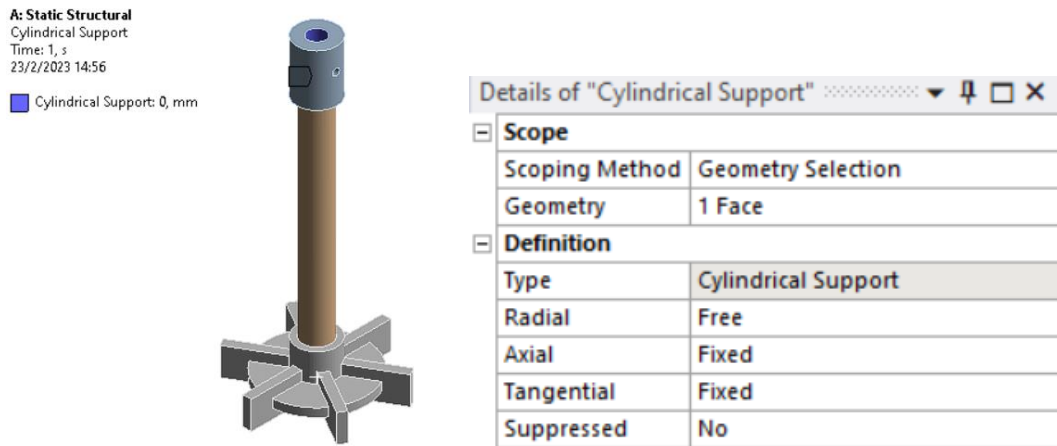 A: Static Structural
Cylindrical Support
Time: 1, s
23/2/2023 14:56
Cylindrical Support: 0, mm
Details of "Cylindrical Support"
Scope
Scoping Method Geometry Selection
Geometry 1 Face
Definition
Type Cylindrical Support
Radial Free
Axial Fixed
Tangential Fixed
Suppressed No